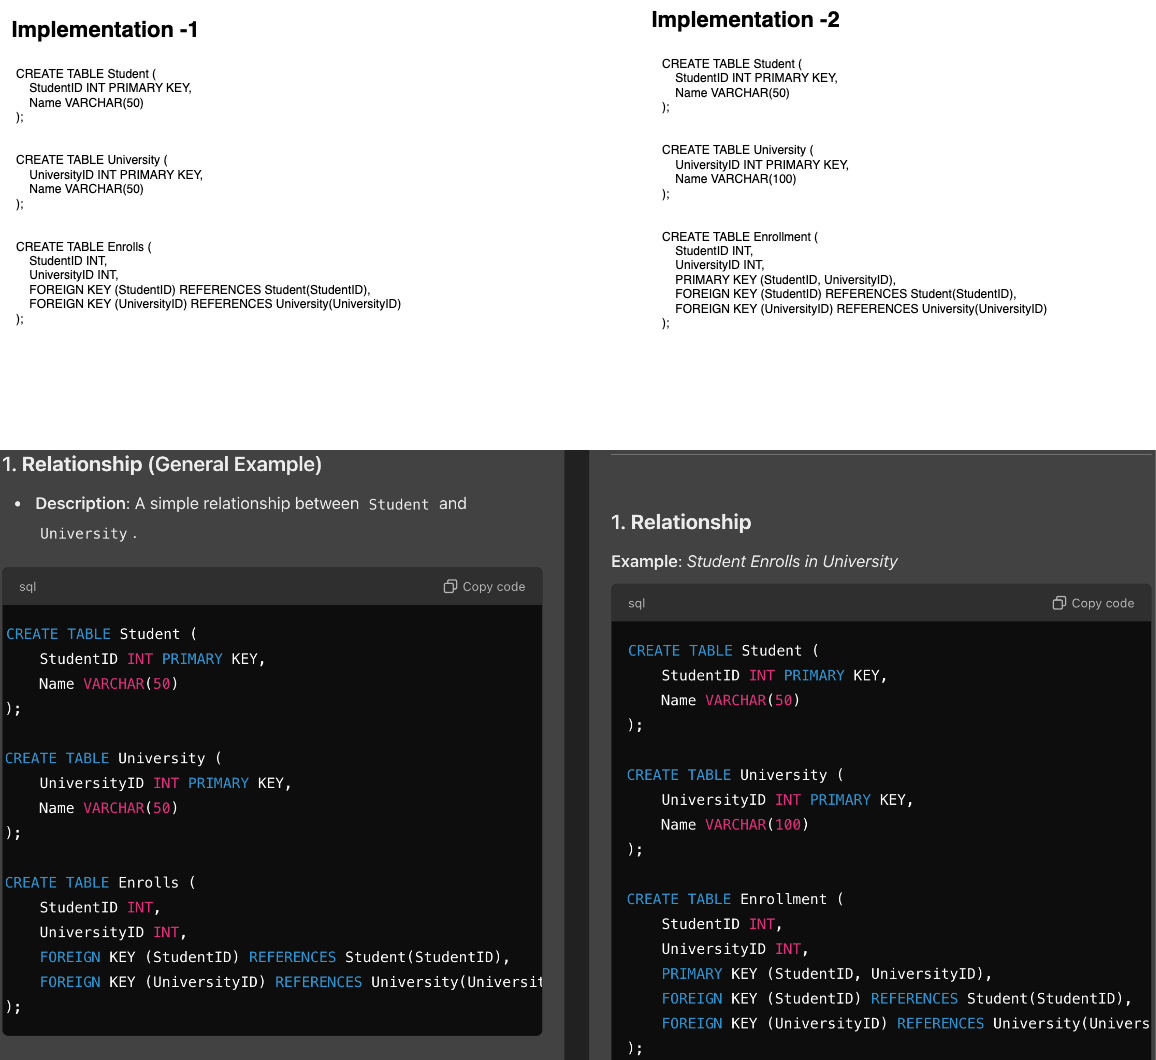 Implementation -1
CREATE TABLE Student (
StudentID INT PRIMARY KEY,
Name VARCHAR(50)
);
CREATE TABLE University (
UniversityID INT PRIMARY KEY,
Name VARCHAR(50)
);
CREATE TABLE Enrolls (
StudentID INT,
UniversityID INT,
FOREIGN KEY (StudentID) REFERENCES Student(StudentID),
FOREIGN KEY (UniversityID) REFERENCES University(UniversityID)
);
Implementation -2
CREATE TABLE Student (
StudentID INT PRIMARY KEY,
Name VARCHAR(50)
);
CREATE TABLE University (
UniversityID INT PRIMARY KEY,
Name VARCHAR(100)
);
CREATE TABLE Enrollment (
StudentID INT,
UniversityID INT,
PRIMARY KEY (StudentID, UniversityID),
FOREIGN KEY (StudentID) REFERENCES Student(StudentID),
FOREIGN KEY (UniversityID) REFERENCES University(UniversityID)
);
1. Relationship (General Example)
• Description: A simple relationship between Student and
University.
sql Copy code
CREATE TABLE Student (
StudentID INT PRIMARY KEY,
Name VARCHAR(50)
);
CREATE TABLE University (
UniversityID INT PRIMARY KEY,
Name VARCHAR(50)
);
CREATE TABLE Enrolls (
StudentID INT,
UniversityID INT,
FOREIGN KEY (StudentID) REFERENCES Student(StudentID),
FOREIGN KEY (UniversityID) REFERENCES University(Universit
);
1. Relationship
Example: Student Enrolls in University
sql Copy code
CREATE TABLE Student (
StudentID INT PRIMARY KEY,
Name VARCHAR(50)
);
CREATE TABLE University (
UniversityID INT PRIMARY KEY,
Name VARCHAR(100)
);
CREATE TABLE Enrollment (
StudentID INT,
UniversityID INT,
PRIMARY KEY (StudentID, UniversityID),
FOREIGN KEY (StudentID) REFERENCES Student(StudentID),
FOREIGN KEY (UniversityID) REFERENCES University(Univers
);